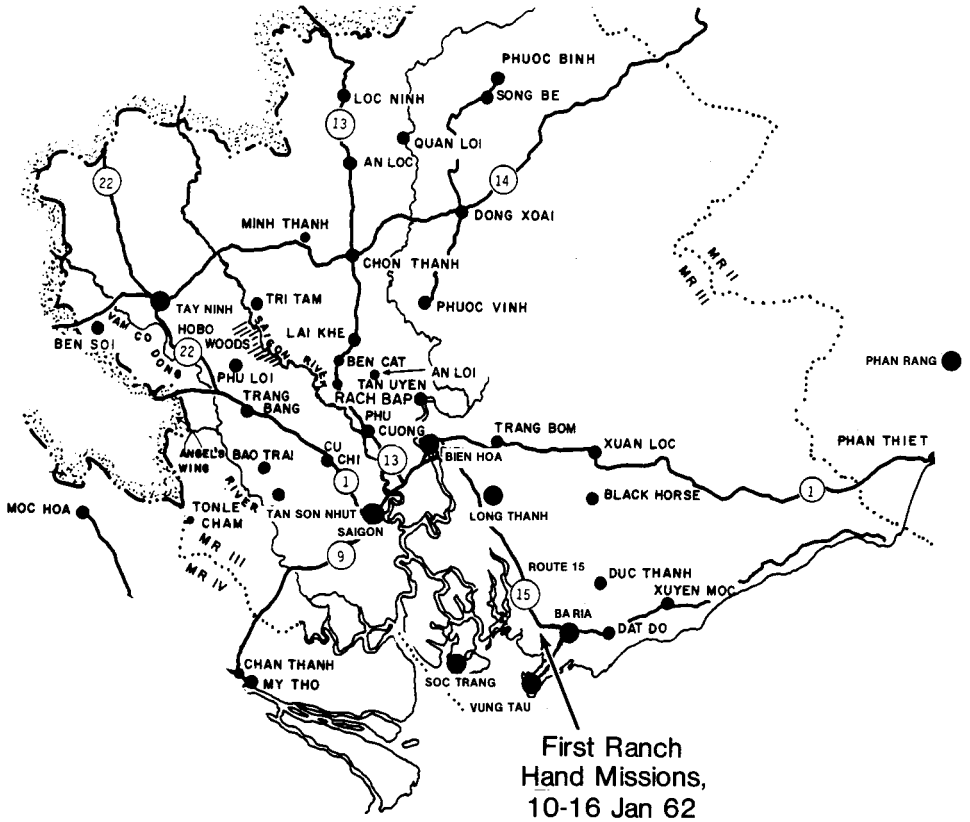 PHUOC BINH
SONG BE
LOC NINH
13
QUAN LOI
AN LOC
22
14
DONG XOAI
MINH THANH
CHON THANH
MR II
MR III
TRI TAM
PHUOC VINH
TAY NINH
VAM CO DONG
HOBO
WOODS
SAIGON RIVER
LAI KHE
BEN SOI
22
BEN CAT
AN LOI
PHAN RANG
PHU LOI
TAN UYEN
RACH BAP
TRANG
BANG
PHU
CUONG
TRANG BOM
XUAN LOC
PHAN THIET
ANGEL'S
WING
BAO TRAI
CU
CHI
13
BIEN HOA
1
1
RIVER
BLACK HORSE
MOC HOA
TONLE
CHAM
TAN SON NHUT
LONG THANH
SAIGON
MR III
MR IV
9
ROUTE 15
DUC THANH
15
XUYEN MOC
BARIA
DAT DO
CHAN THANH
MY THO
SOC TRANG
VUNG TAU
First Ranch
Hand Missions,
10-16 Jan 62